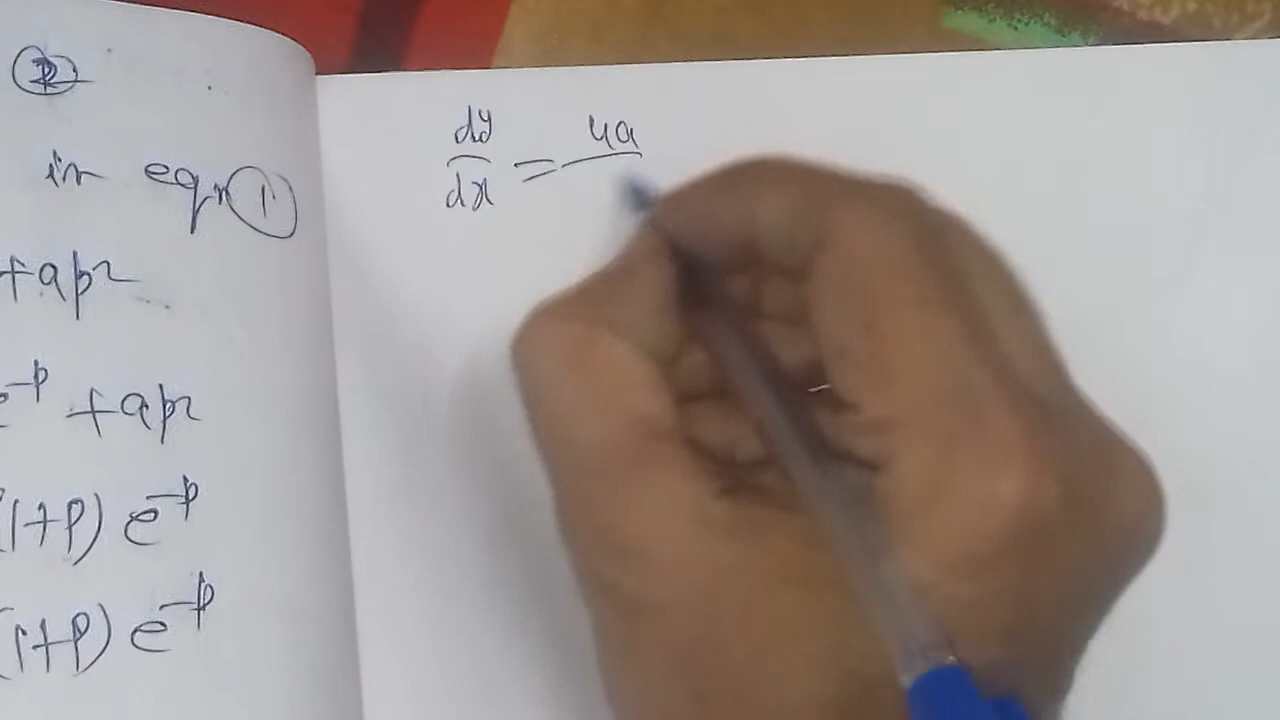 ②
in eqn ①
+ap²
e^-p +ap²
(1+p) e^-p
(1+p) e^-p
dy/dx = 4a/